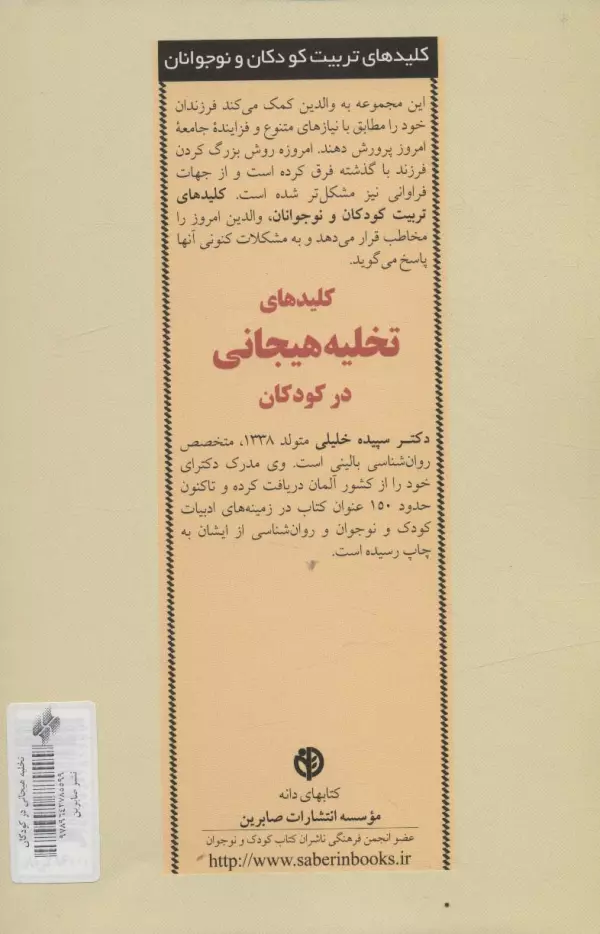 کلیدهای تربیت کودکان و نوجوانان
این مجموعه به والدین کمک می‌کند فرزندان
خود را مطابق با نیازهای متنوع و فزایندهٔ جامعهٔ
امروز پرورش دهند. امروزه روش بزرگ کردن
فرزند با گذشته فرق کرده است و از جهات
فراوانی نیز مشکل‌تر شده است. کلیدهای
تربیت کودکان و نوجوانان، والدین امروز را
مخاطب قرار می‌دهد و به مشکلات کنونی آنها
پاسخ می‌گوید.
کلیدهای
تخلیه هیجانی
در کودکان
دکتر سپیده خلیلی متولد ۱۳۳۸، متخصص
روان‌شناسی بالینی است. وی مدرک دکترای
خود را از کشور آلمان دریافت کرده و تاکنون
حدود ۱۵۰ عنوان کتاب در زمینه‌های ادبیات
کودک و نوجوان و روان‌شناسی از ایشان به
چاپ رسیده است.
کتابهای دانه
مؤسسه انتشارات صابرین
عضو انجمن فرهنگی ناشران کتاب کودک و نوجوان
http://www.saberinbooks.ir
تخلیه هیجانی در کودکان
نشر صابرین